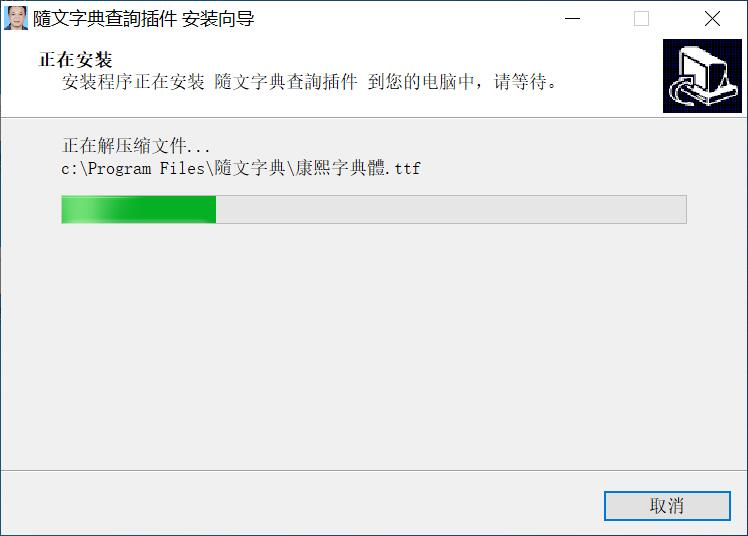 隨文字典查詢插件 安装向导
正在安装
安装程序正在安装 隨文字典查詢插件 到您的电脑中，请等待。
正在解压缩文件...
c:\Program Files\隨文字典\康熙字典體.ttf
取消